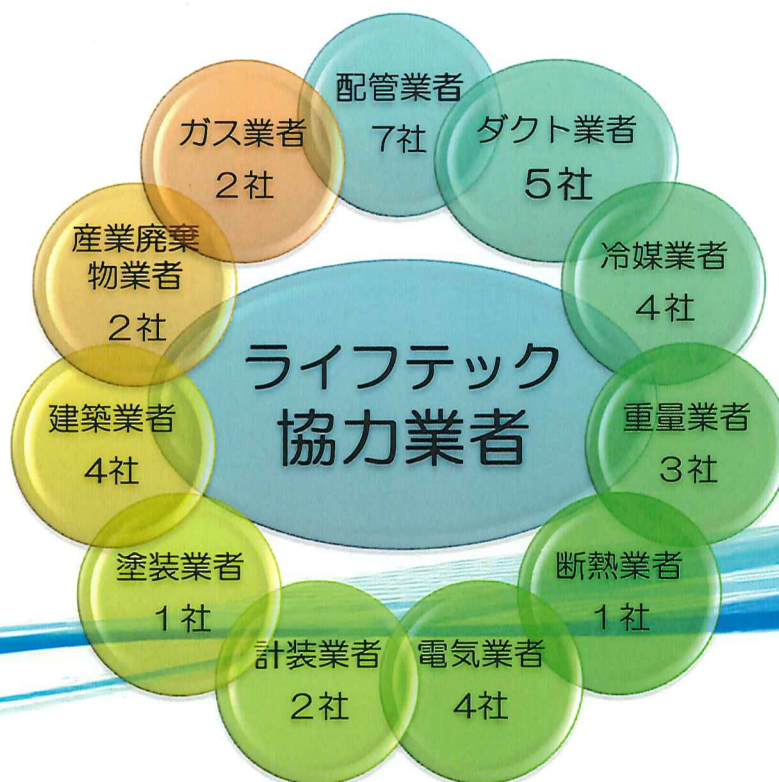 配管業者
7社
ダクト業者
5社
冷媒業者
4社
重量業者
3社
断熱業者
1社
電気業者
4社
計装業者
2社
塗装業者
1社
建築業者
4社
産業廃棄
物業者
2社
ガス業者
2社
ライフテック
協力業者